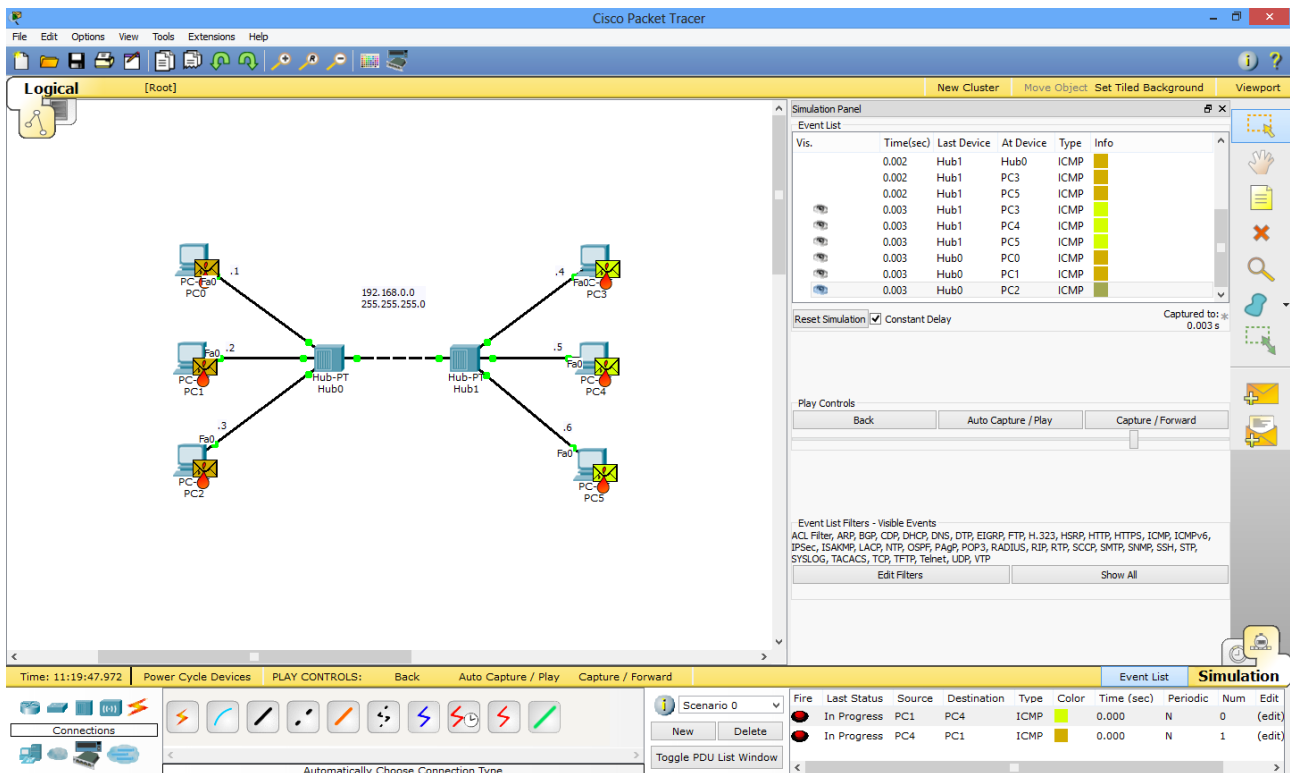 Cisco Packet Tracer
File Edit Options View Tools Extensions Help
Logical [Root] New Cluster Move Object Set Tiled Background Viewport
Simulation Panel
Event List
Vis. Time(sec) Last Device At Device Type Info
0.002 Hub1 Hub0 ICMP
0.002 Hub1 PC3 ICMP
0.002 Hub1 PC5 ICMP
0.003 Hub1 PC3 ICMP
0.003 Hub1 PC4 ICMP
0.003 Hub1 PC5 ICMP
0.003 Hub0 PC0 ICMP
0.003 Hub0 PC1 ICMP
0.003 Hub0 PC2 ICMP
Reset Simulation Constant Delay Captured to: *
0.003 s
Play Controls
Back Auto Capture / Play Capture / Forward
Event List Filters - Visible Events
ACL Filter, ARP, BGP, CDP, DHCP, DNS, DTP, EIGRP, FTP, H.323, HSRP, HTTP, HTTPS, ICMP, ICMPv6,
IPSec, ISAKMP, LACP, NTP, OSPF, PAgP, POP3, RADIUS, RIP, RTP, SCCP, SMTP, SNMP, SSH, STP,
SYSLOG, TACACS, TCP, TFTP, Telnet, UDP, VTP
Edit Filters Show All
.1
PC- Fa0
PC0
192.168.0.0
255.255.255.0
.4
Fa0 C-
PC3
Fa0 .2
PC-
PC1
Hub-PT
Hub0
Hub-PT
Hub1
.5
Fa0
PC-
PC4
.3
Fa0
PC-
PC2
.6
Fa0
PC-
PC5
Time: 11:19:47.972 Power Cycle Devices PLAY CONTROLS: Back Auto Capture / Play Capture / Forward Event List Simulation
Connections
Automatically Choose Connection Type
Scenario 0
New Delete
Toggle PDU List Window
Fire Last Status Source Destination Type Color Time (sec) Periodic Num Edit
In Progress PC1 PC4 ICMP 0.000 N 0 (edit)
In Progress PC4 PC1 ICMP 0.000 N 1 (edit)